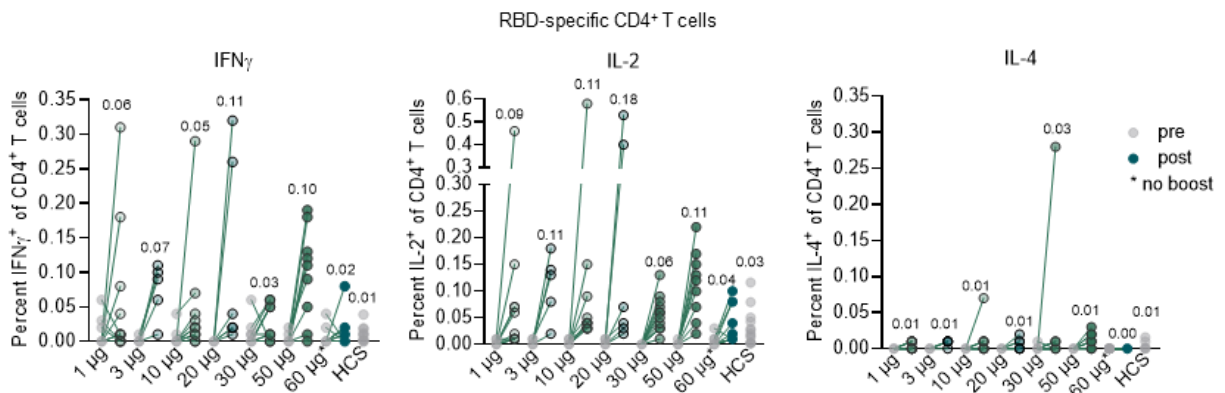 RBD-specific CD4⁺ T cells
IFNγ
Percent IFNγ⁺ of CD4⁺ T cells
0.35
0.30
0.25
0.20
0.15
0.10
0.05
0.00
0.06
0.07
0.05
0.11
0.03
0.10
0.02
0.01
1 µg
3 µg
10 µg
20 µg
30 µg
50 µg
60 µg*
HCS
IL-2
Percent IL-2⁺ of CD4⁺ T cells
0.6
0.5
0.4
0.3
0.30
0.25
0.20
0.15
0.10
0.05
0.00
0.09
0.11
0.11
0.18
0.06
0.11
0.04
0.03
1 µg
3 µg
10 µg
20 µg
30 µg
50 µg
60 µg*
HCS
IL-4
Percent IL-4⁺ of CD4⁺ T cells
0.35
0.30
0.25
0.20
0.15
0.10
0.05
0.00
0.01
0.01
0.01
0.01
0.03
0.01
0.00
0.01
1 µg
3 µg
10 µg
20 µg
30 µg
50 µg
60 µg*
HCS
pre
post
* no boost